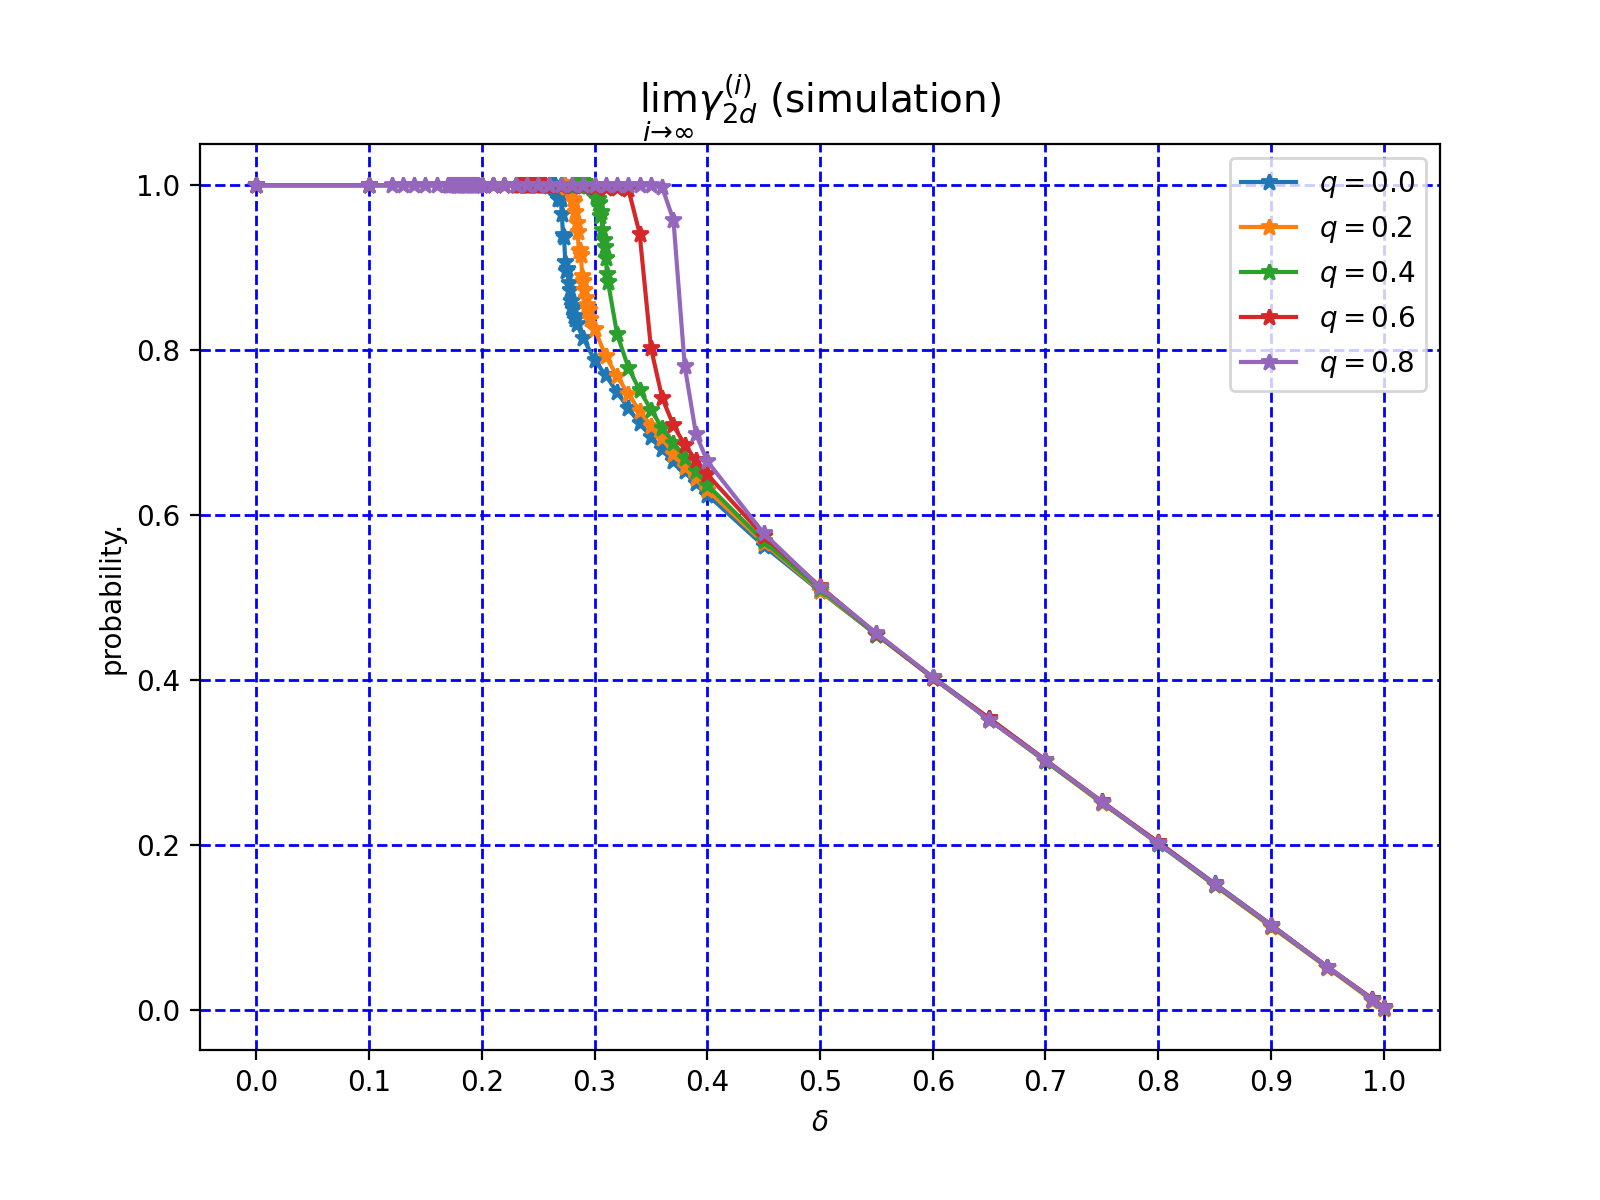 lim γ_{2d}^{(i)} (simulation)
i→∞
1.0
0.8
0.6
0.4
0.2
0.0
probability.
0.0 0.1 0.2 0.3 0.4 0.5 0.6 0.7 0.8 0.9 1.0
δ
q = 0.0
q = 0.2
q = 0.4
q = 0.6
q = 0.8